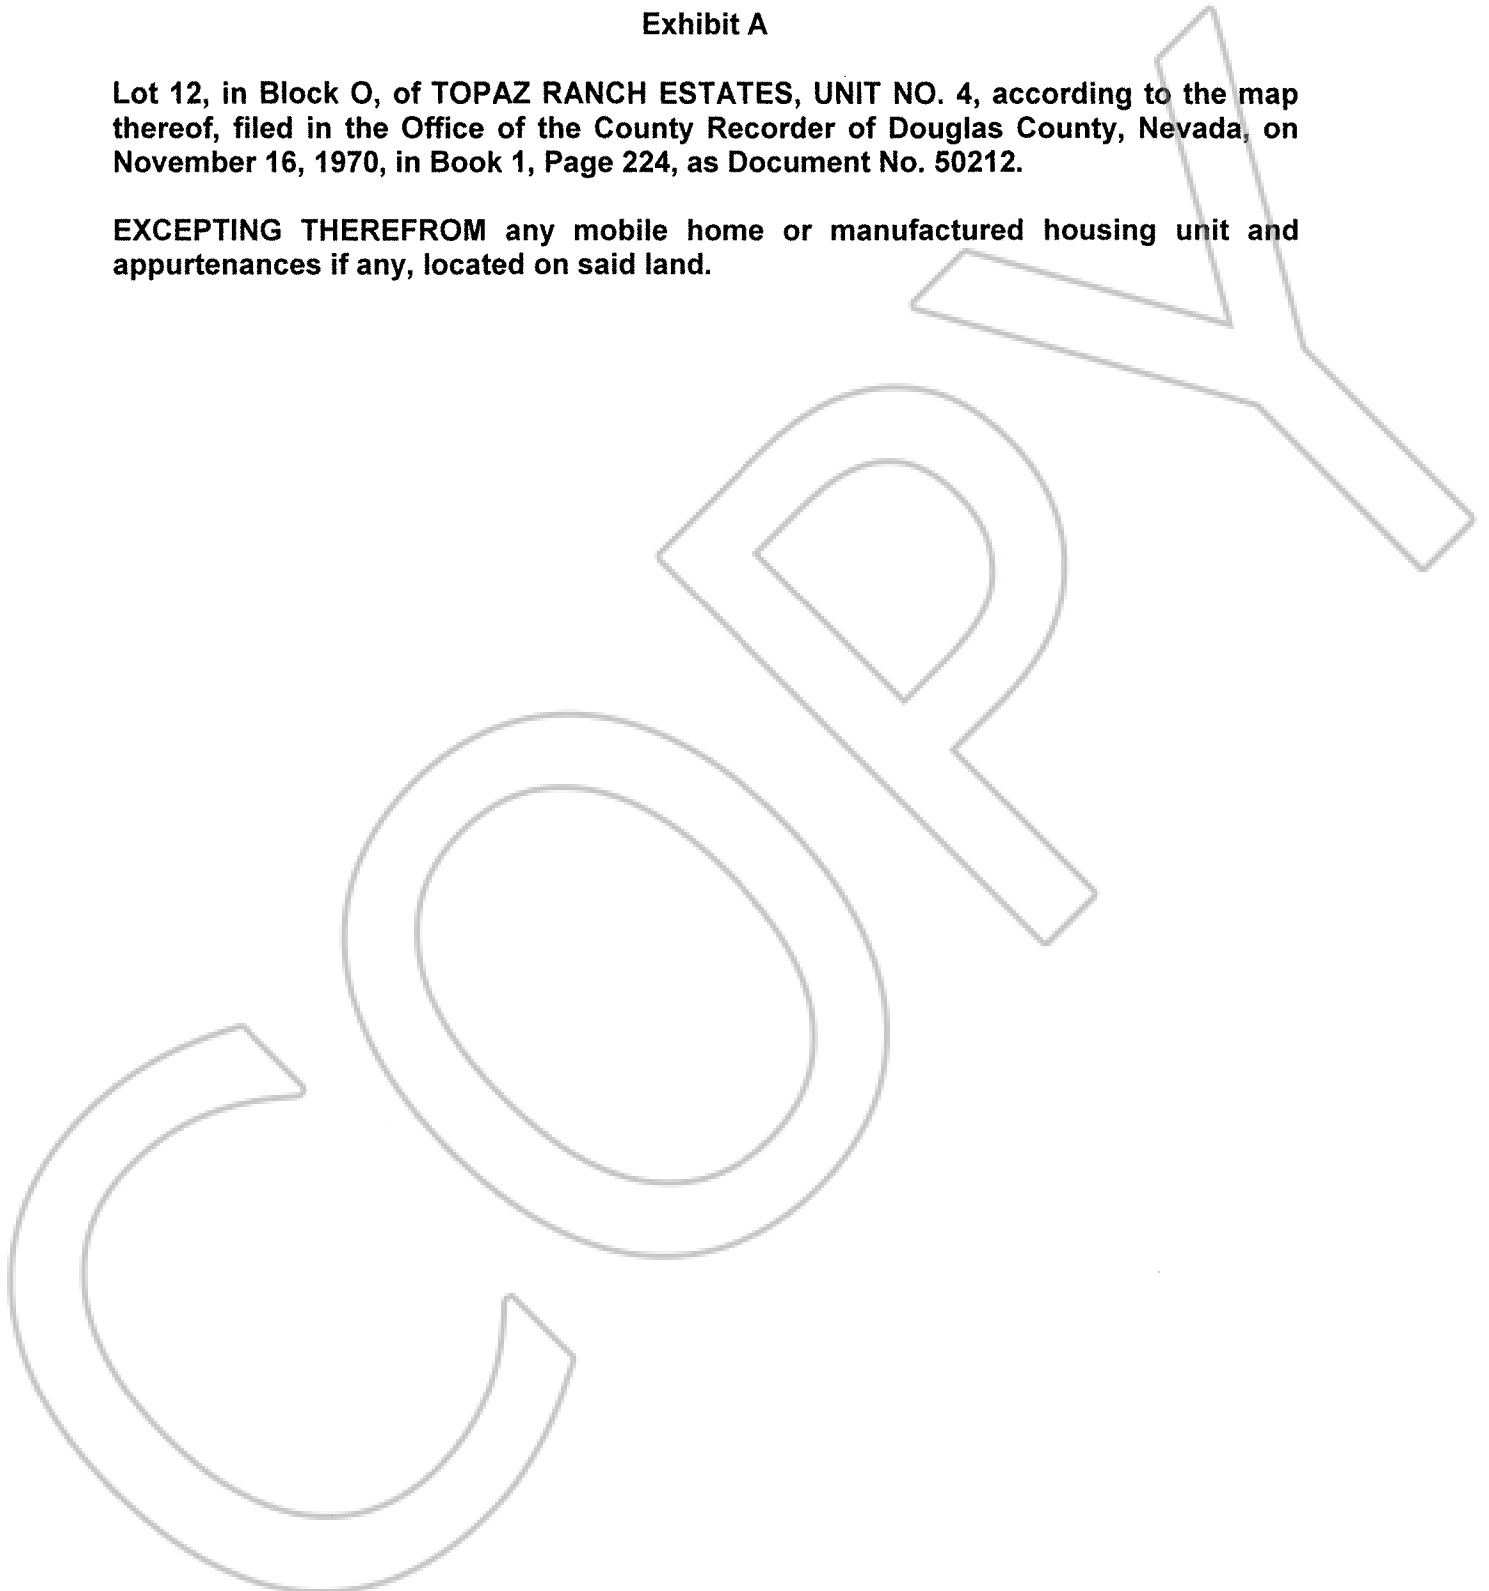 Exhibit A
Lot 12, in Block O, of TOPAZ RANCH ESTATES, UNIT NO. 4, according to the map
thereof, filed in the Office of the County Recorder of Douglas County, Nevada, on
November 16, 1970, in Book 1, Page 224, as Document No. 50212.
EXCEPTING THEREFROM any mobile home or manufactured housing unit and
appurtenances if any, located on said land.
COPY